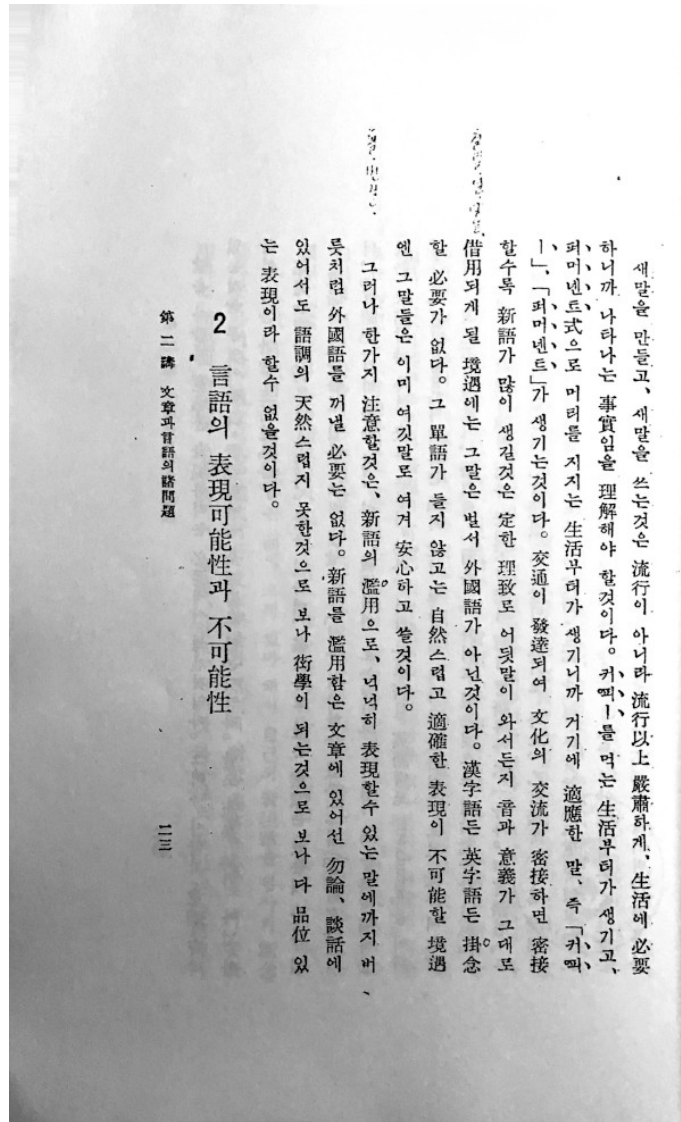 새말을 만들고, 새말을 쓰는것은 流行이 아니라 流行以上 嚴肅하게, 生活에 必要
하니까 나타나는 事實임을 理解해야 할것이다。 커피ー를 먹는 生活부터가 생기고,
퍼머넨트式으로 머리를 지지는 生活부터가 생기니까 거기에 適應한 말, 즉「커피
ー」,「퍼머넨트」가 생기는것이다。 交通이 發達되여 文化의 交流가 密接하면 密接
할수록 新語가 많이 생길것은 定한 理致로 어딋말이 와서든지 音과 意義가 그대로
借用되게 될 境遇에는 그말은 벌서 外國語가 아닌것이다。 漢字語든 英字語든 掛念
할 必要가 없다。 그 單語가 들지 않고는 自然스럽고 適確한 表現이 不可能할 境遇
엔 그말들은 이미 여깃말로 여겨 安心하고 쓸것이다。
그러나 한가지 注意할것은, 新語의 濫用으로, 넉넉히 表現할수 있는 말에까지 버
릇처럼 外國語를 꺼낼 必要는 없다。 新語를 濫用함은 文章에 있어선 勿論, 談話에
있어서도 語調의 天然스럽지 못한것으로 보나 衒學이 되는것으로 보나 다 品位 있
는 表現이라 할수 없을것이다。
2 言語의 表現可能性과 不可能性
第二講 文章과言語의諸問題
二三